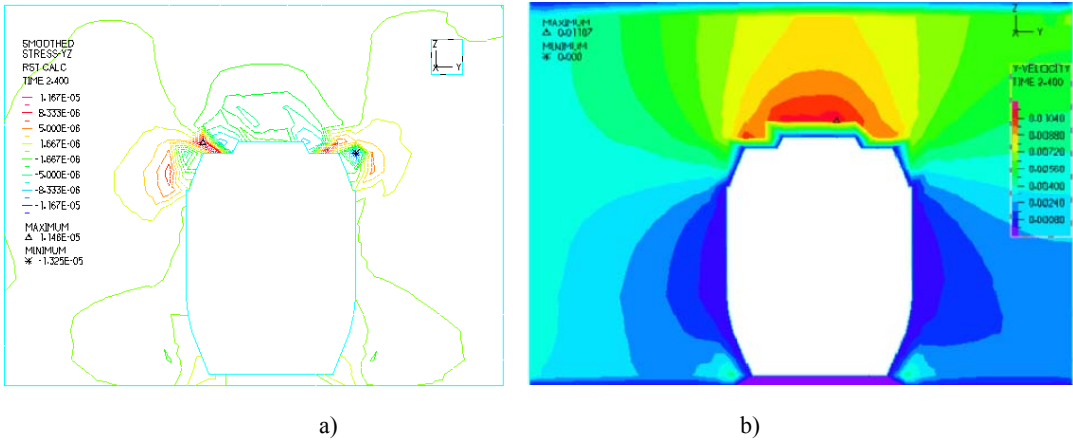 SMOOTHED
STRESS-YZ
RST CALC
TIME 2.400
1.167E-05
8.333E-06
5.000E-06
1.667E-06
-1.667E-06
-5.000E-06
-8.333E-06
-1.167E-05
MAXIMUM
1.146E-05
MINIMUM
-1.325E-05
Z
X Y
MAXIMUM
0.01107
MINIMUM
0.000
Z
X Y
Y-VELOCITY
TIME 2.400
0.01040
0.00880
0.00720
0.00560
0.00400
0.00240
0.00080
a)
b)